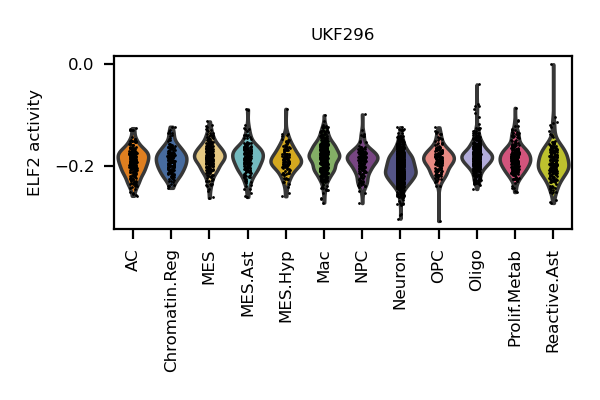 UKF296
0.0
−0.2
ELF2 activity
AC
Chromatin.Reg
MES
MES.Ast
MES.Hyp
Mac
NPC
Neuron
OPC
Oligo
Prolif.Metab
Reactive.Ast